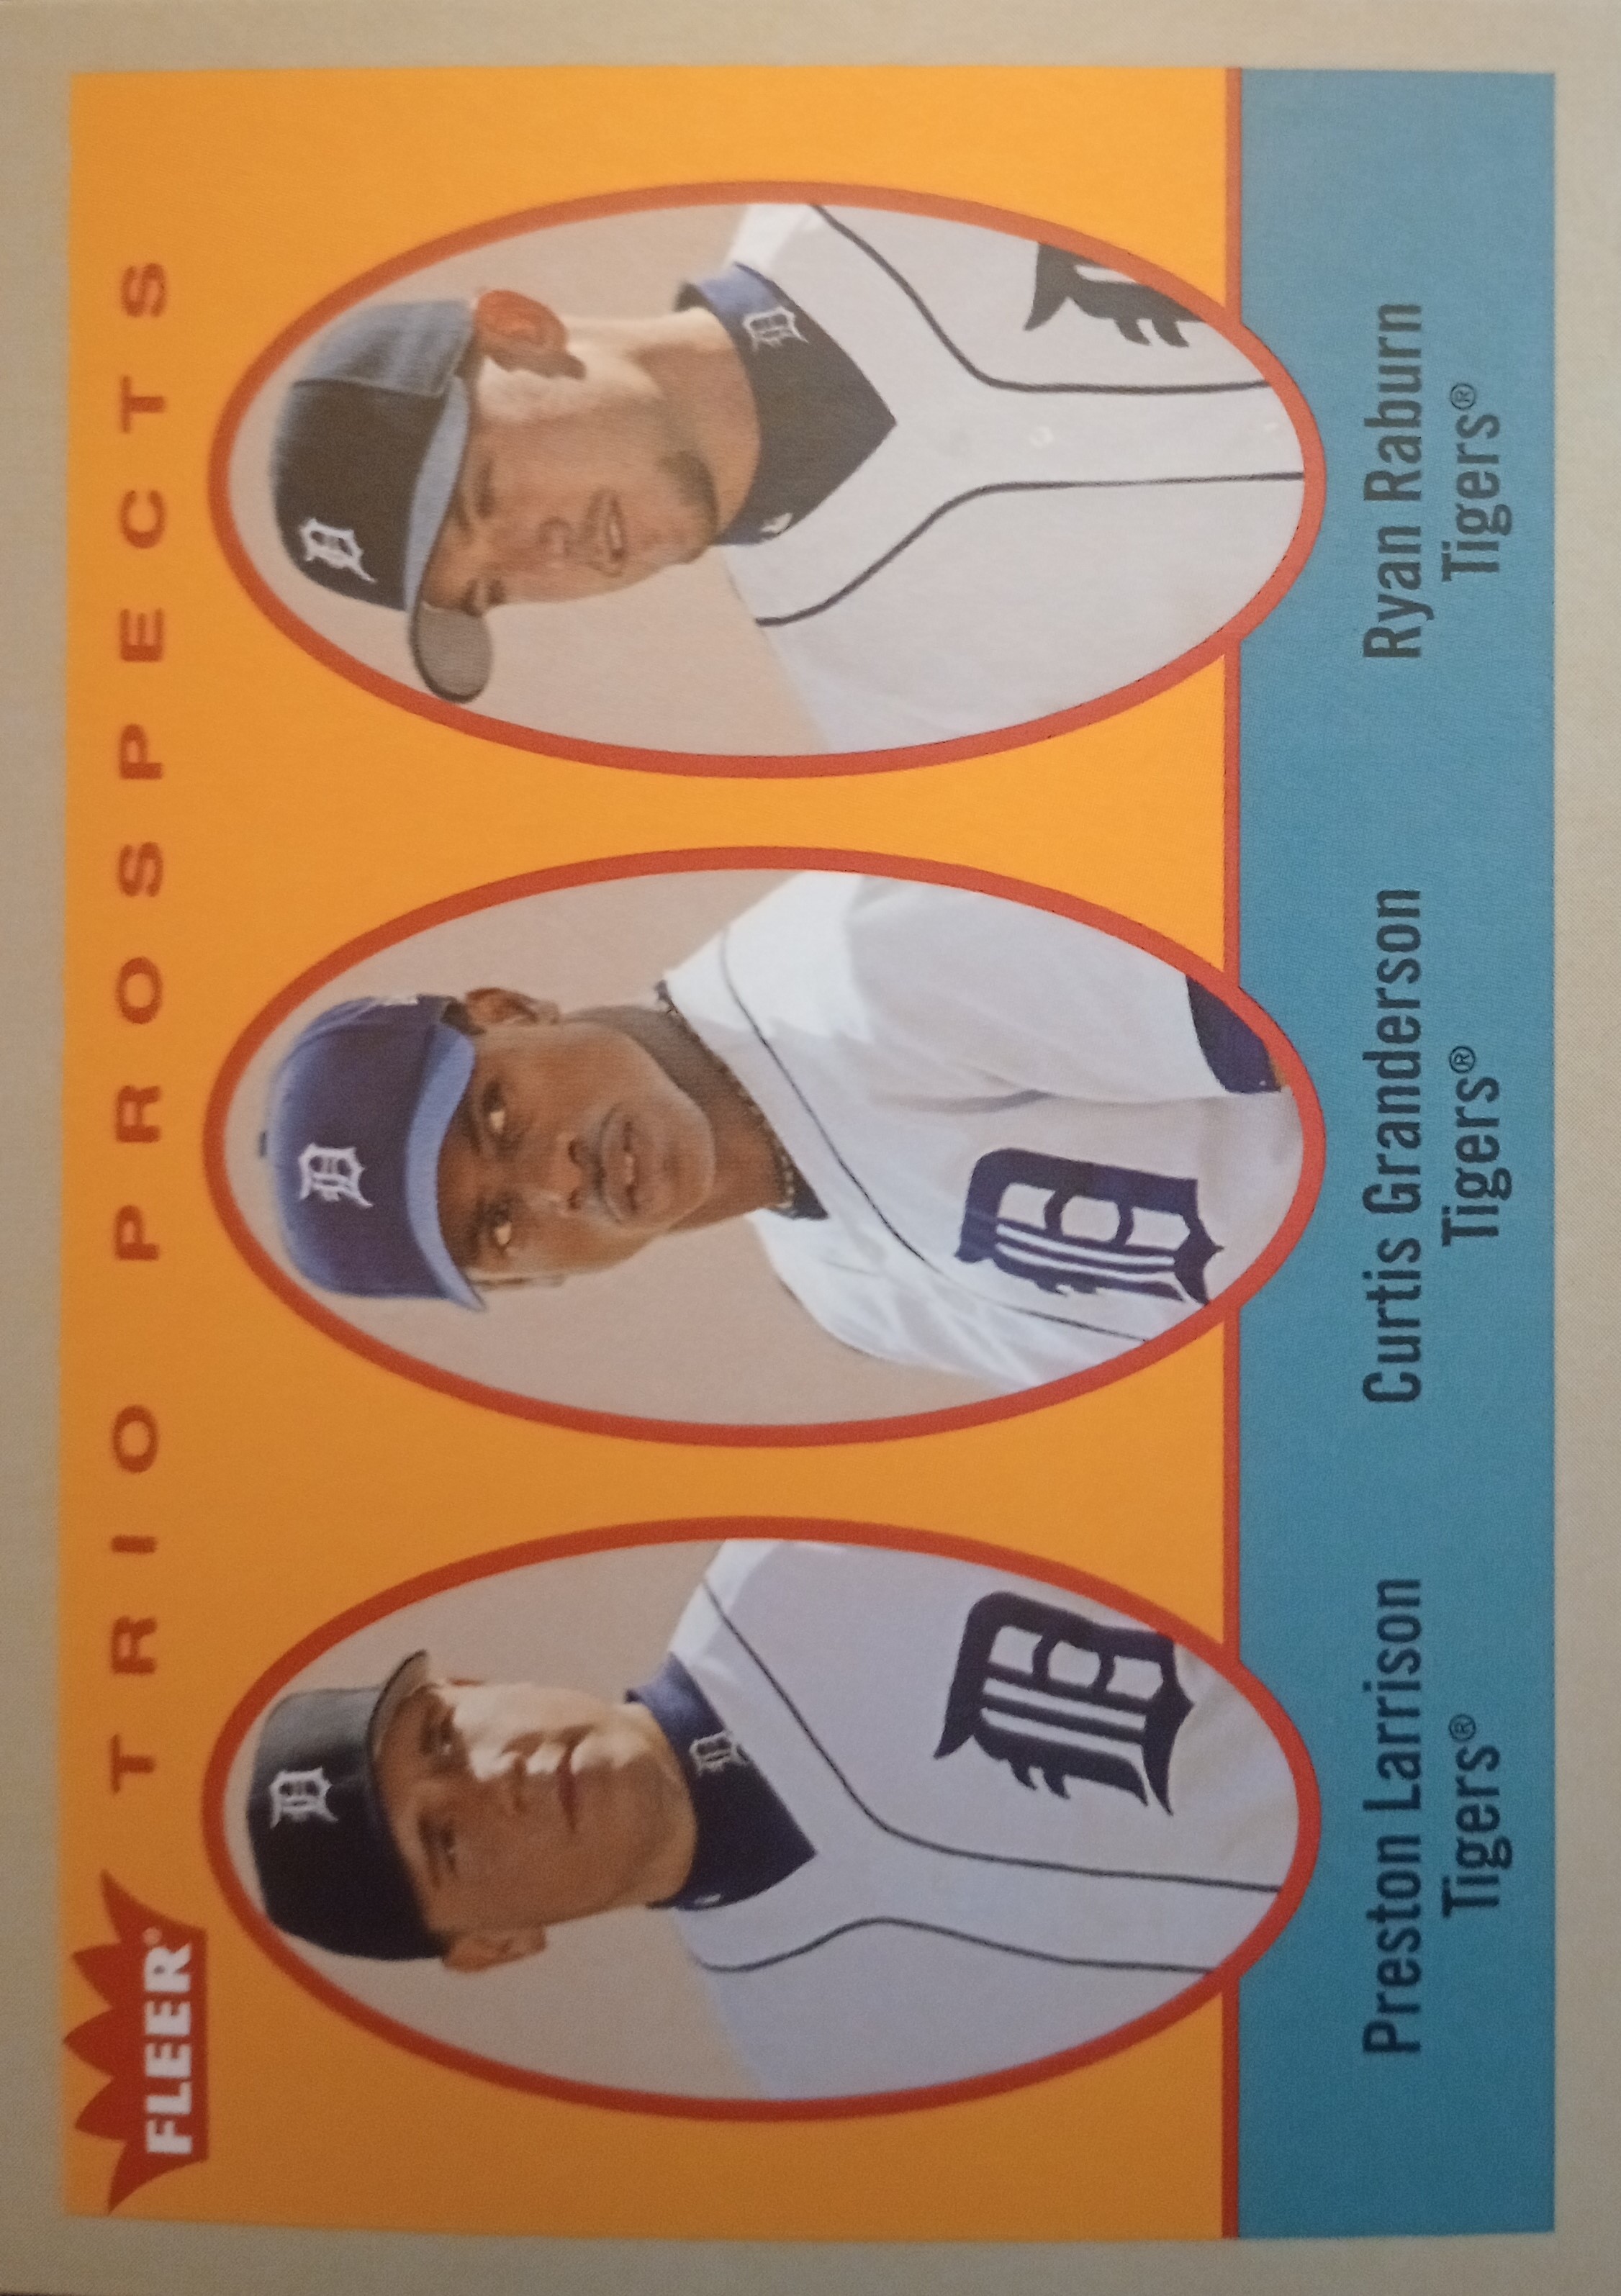 FLEER®
TRIO PROSPECTS
D
D
D
D
D
D
D
D
Preston Larrison
Tigers®
Curtis Granderson
Tigers®
Ryan Raburn
Tigers®